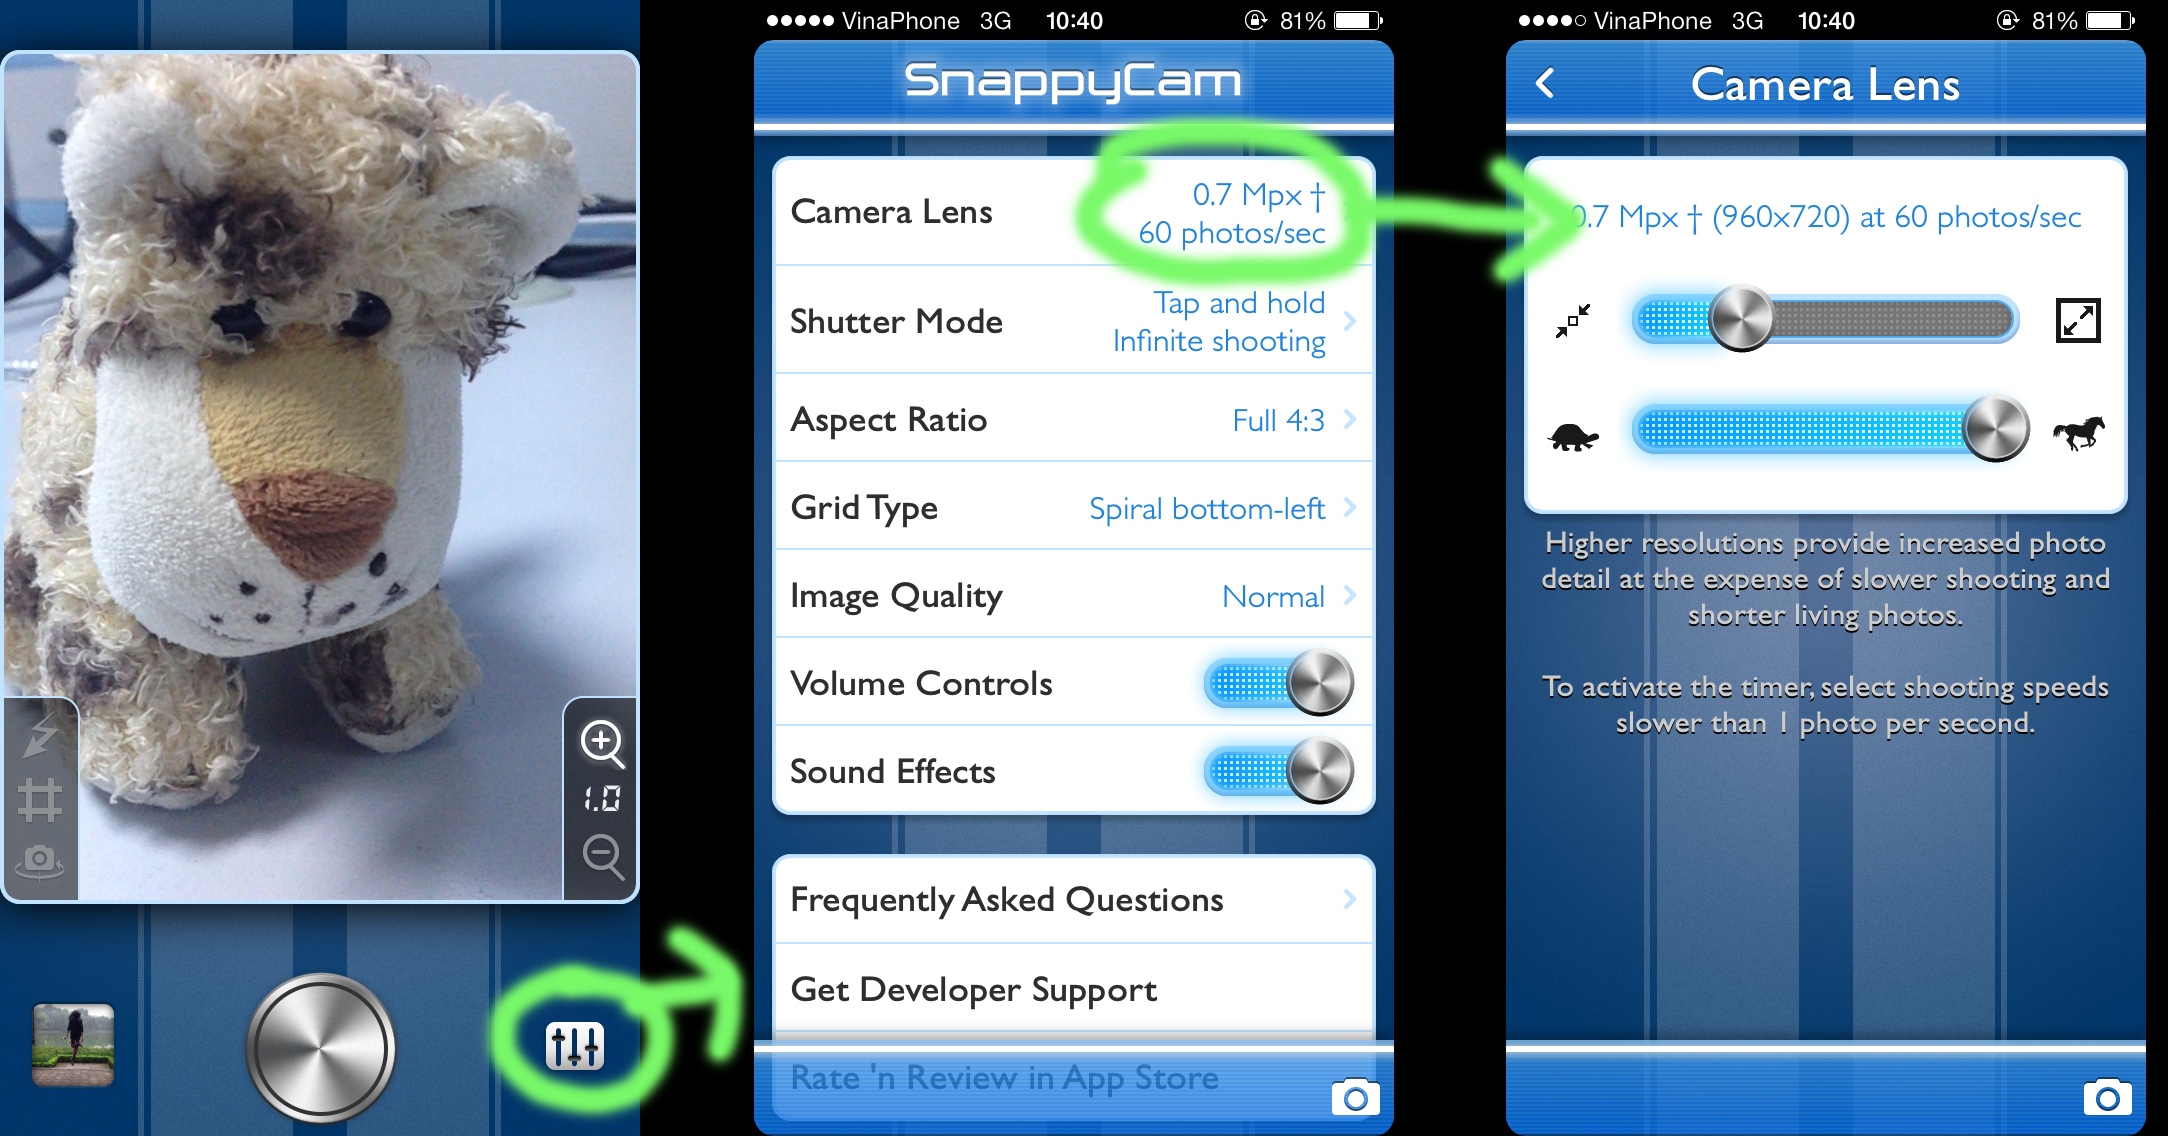 1.0
VinaPhone 3G 10:40 81%
SnappyCam
Camera Lens
0.7 Mpx †
60 photos/sec
Shutter Mode
Tap and hold
Infinite shooting
Aspect Ratio
Full 4:3
Grid Type
Spiral bottom-left
Image Quality
Normal
Volume Controls
Sound Effects
Frequently Asked Questions
Get Developer Support
Rate 'n Review in App Store
VinaPhone 3G 10:40 81%
Camera Lens
0.7 Mpx † (960x720) at 60 photos/sec
Higher resolutions provide increased photo
detail at the expense of slower shooting and
shorter living photos.
To activate the timer, select shooting speeds
slower than 1 photo per second.